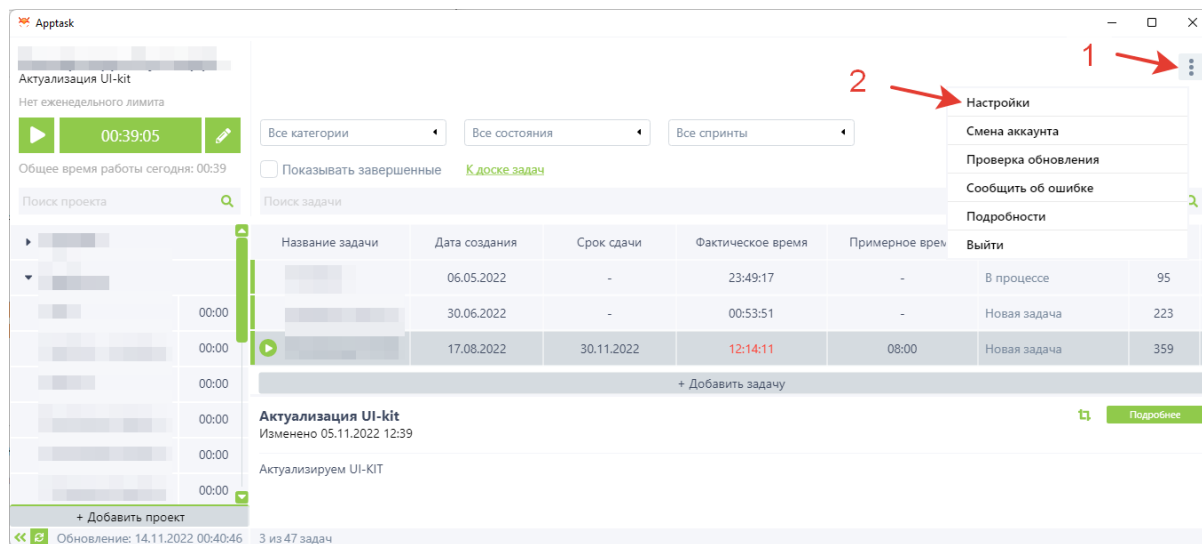 Apptask
Актуализация UI-kit
Нет еженедельного лимита
00:39:05
Общее время работы сегодня: 00:39
Поиск проекта
00:00
00:00
00:00
00:00
00:00
00:00
+ Добавить проект
Обновление: 14.11.2022 00:40:46
1
2
Настройки
Смена аккаунта
Проверка обновления
Сообщить об ошибке
Подробности
Выйти
Все категории Все состояния Все спринты
Показывать завершенные К доске задач
Поиск задачи
Название задачи Дата создания Срок сдачи Фактическое время Примерное врем
06.05.2022 - 23:49:17 - В процессе 95
30.06.2022 - 00:53:51 - Новая задача 223
17.08.2022 30.11.2022 12:14:11 08:00 Новая задача 359
+ Добавить задачу
Актуализация UI-kit Подробнее
Изменено 05.11.2022 12:39
Актуализируем UI-KIT
3 из 47 задач